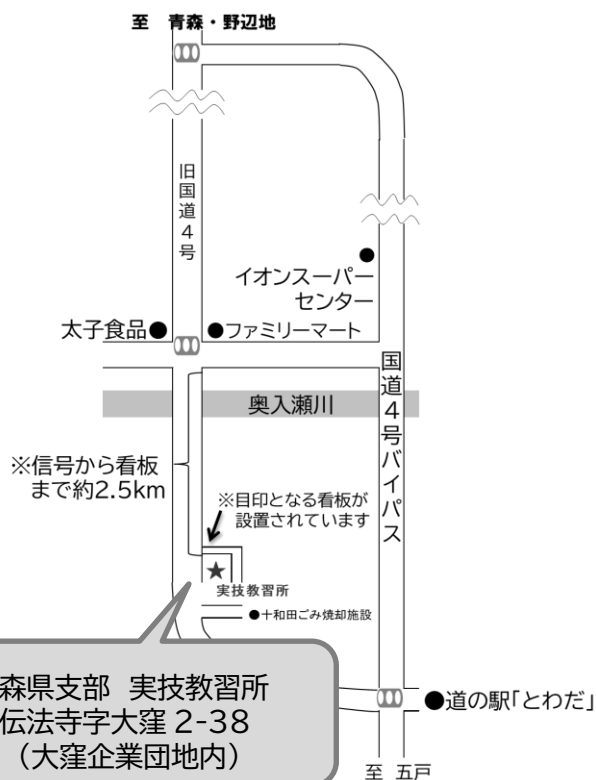 至 青森・野辺地
旧国道4号
イオンスーパー
センター
太子食品●
●ファミリーマート
国道4号バイパス
奥入瀬川
※信号から看板
まで約2.5km
※目印となる看板が
設置されています
★
実技教習所
●十和田ごみ焼却施設
森県支部 実技教習所
伝法寺字大窪 2-38
(大窪企業団地内)
●道の駅「とわだ」
至 五戸